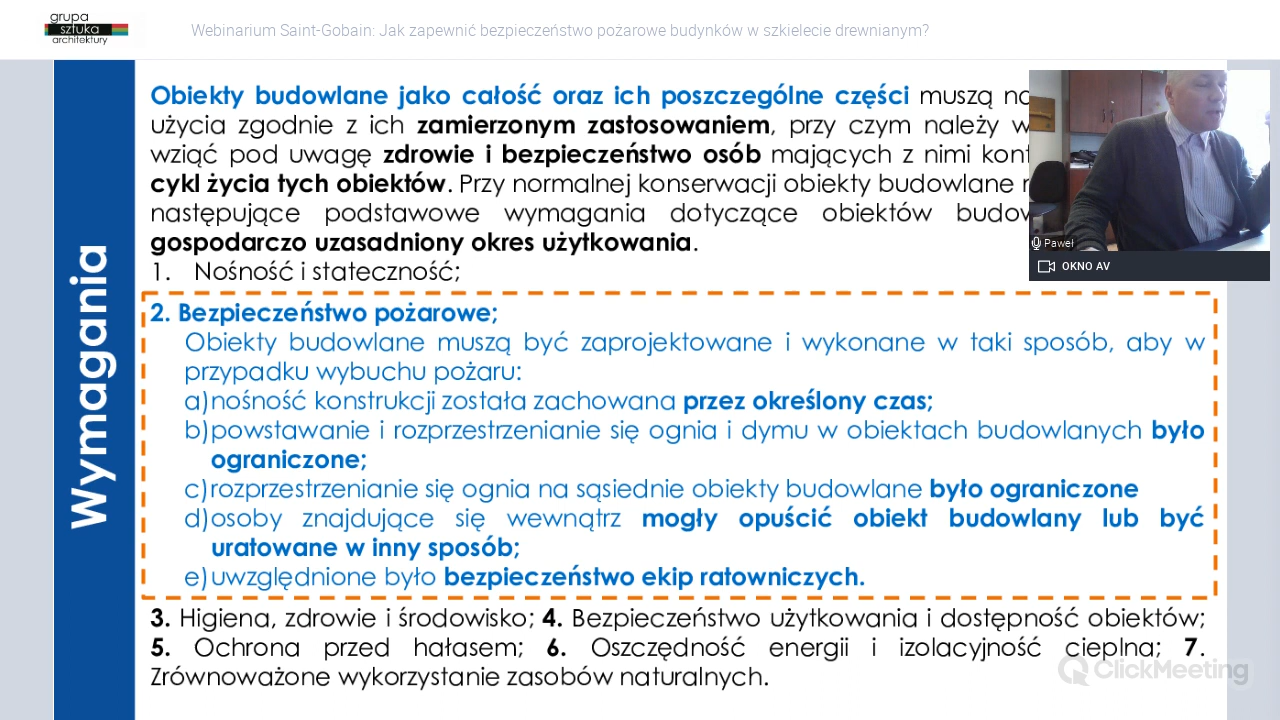 grupa
sztuka
architektury
Webinarium Saint-Gobain: Jak zapewnić bezpieczeństwo pożarowe budynków w szkielecie drewnianym?
Wymagania
Obiekty budowlane jako całość oraz ich poszczególne części muszą
użycia zgodnie z ich zamierzonym zastosowaniem, przy czym należy
wziąć pod uwagę zdrowie i bezpieczeństwo osób mających z nimi
cykl życia tych obiektów. Przy normalnej konserwacji obiekty budowlane
następujące podstawowe wymagania dotyczące obiektów
gospodarczo uzasadniony okres użytkowania.
1. Nośność i stateczność;
2. Bezpieczeństwo pożarowe;
Obiekty budowlane muszą być zaprojektowane i wykonane w taki sposób, aby w
przypadku wybuchu pożaru:
a)nośność konstrukcji została zachowana przez określony czas;
b)powstawanie i rozprzestrzenianie się ognia i dymu w obiektach budowlanych było
ograniczone;
c)rozprzestrzenianie się ognia na sąsiednie obiekty budowlane było ograniczone
d)osoby znajdujące się wewnątrz mogły opuścić obiekt budowlany lub być
uratowane w inny sposób;
e)uwzględnione było bezpieczeństwo ekip ratowniczych.
3. Higiena, zdrowie i środowisko; 4. Bezpieczeństwo użytkowania i dostępność obiektów;
5. Ochrona przed hałasem; 6. Oszczędność energii i izolacyjność cieplna; 7.
Zrównoważone wykorzystanie zasobów naturalnych.
Paweł
OKNO AV
ClickMeeting